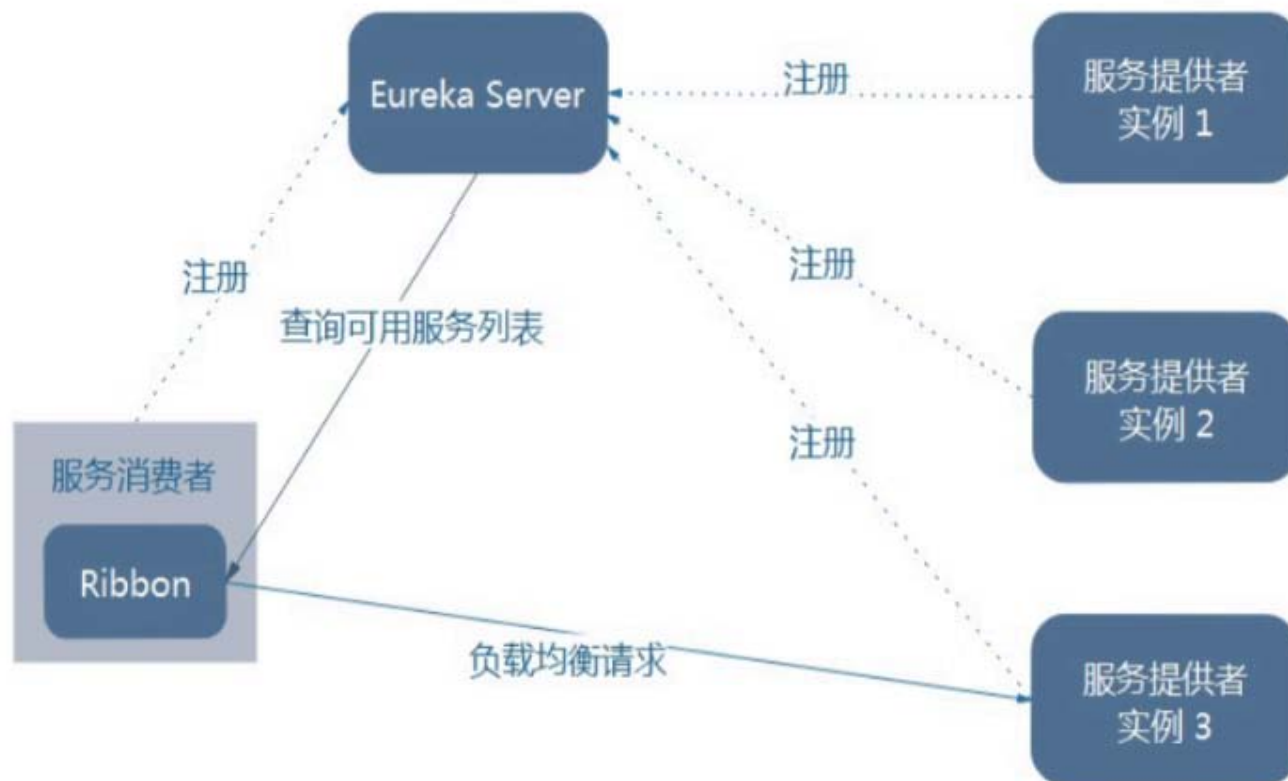 Eureka Server
注册
服务提供者
实例 1
注册
注册
查询可用服务列表
服务提供者
实例 2
注册
服务消费者
Ribbon
负载均衡请求
服务提供者
实例 3